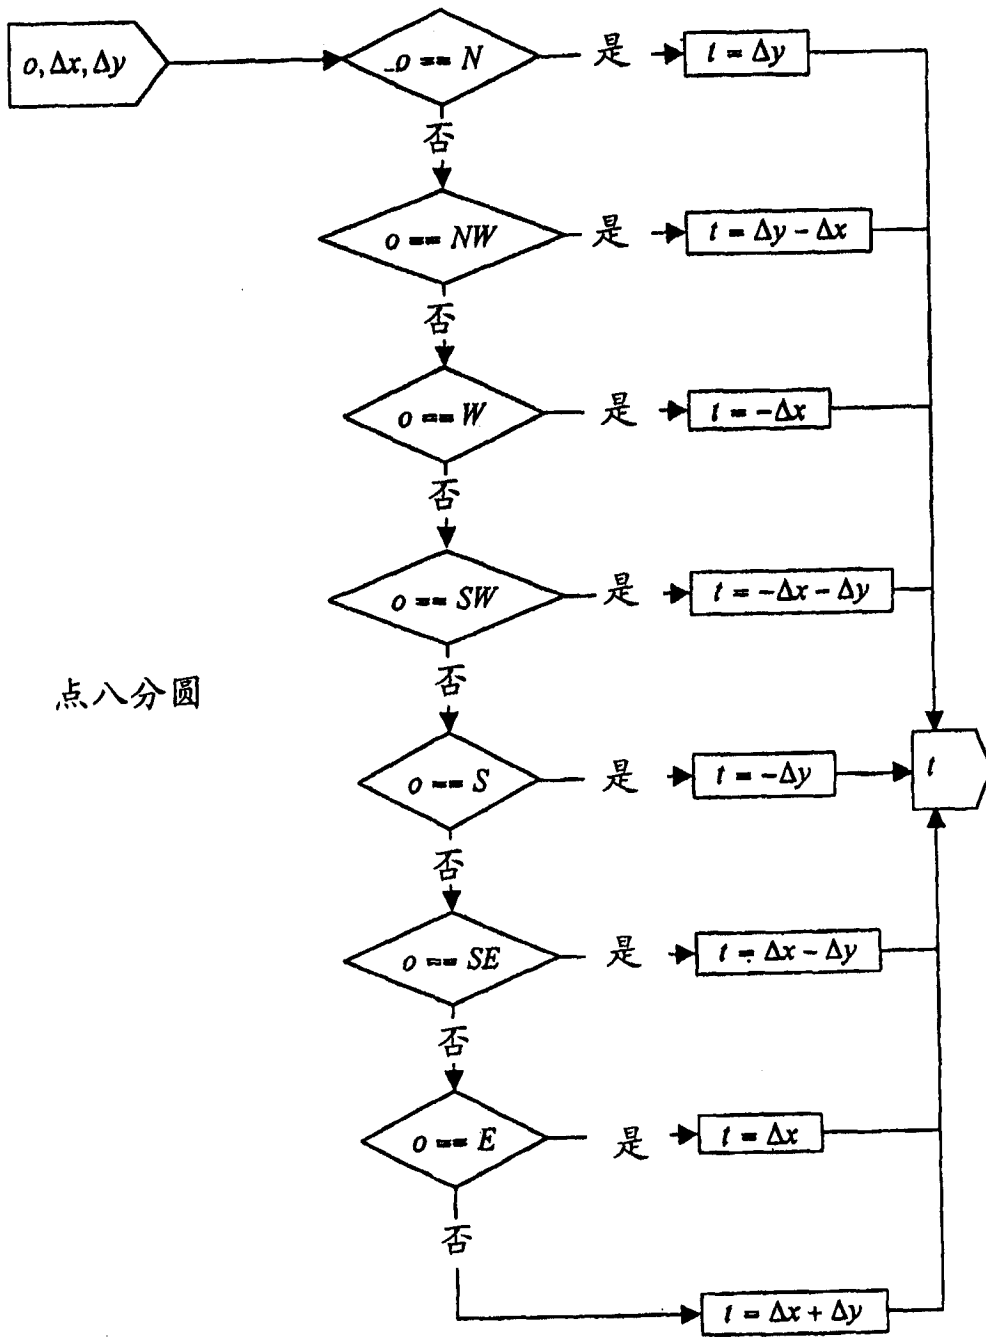 o, Δx, Δy
o == N
是
t = Δy
否
o == NW
是
t = Δy - Δx
否
o == W
是
t = -Δx
否
o == SW
是
t = -Δx - Δy
否
点八分圆
o == S
是
t = -Δy
t
否
o == SE
是
t = Δx - Δy
否
o == E
是
t = Δx
否
t = Δx + Δy